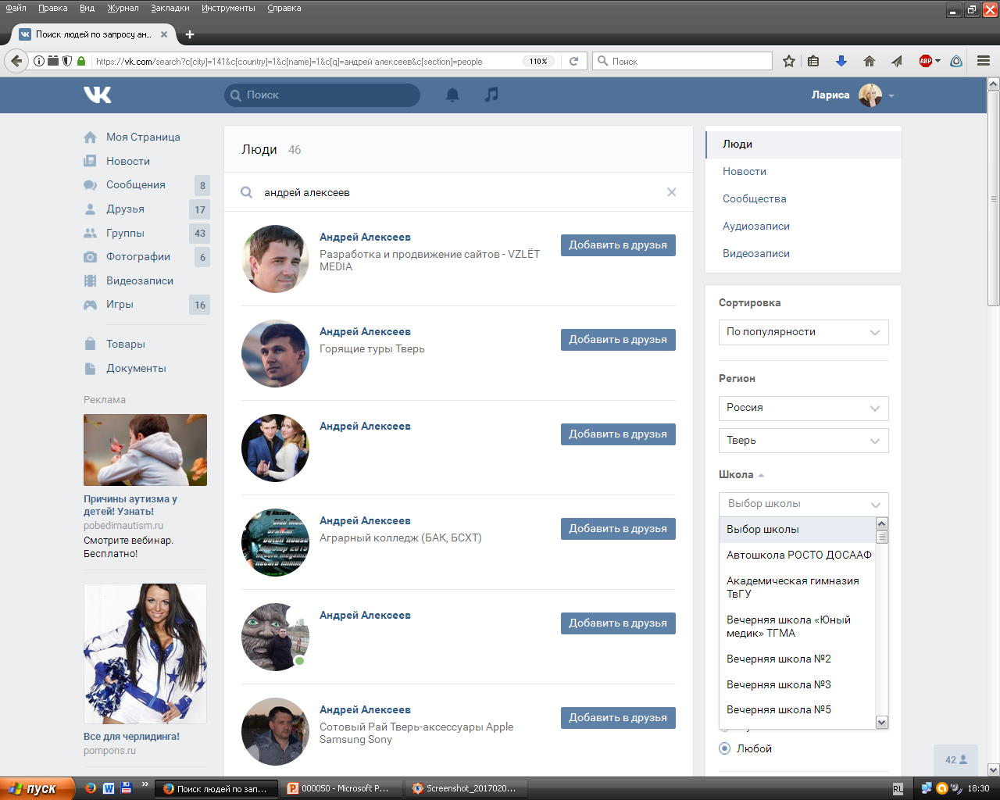 Файл Правка Вид Журнал Закладки Инструменты Справка
Поиск людей по запросу ан...
https://vk.com/search?c[city]=141&c[country]=1&c[name]=1&c[q]=андрей алексеев&c[section]=people
110%
Поиск
ABP
Поиск
Лариса
Моя Страница
Новости
Сообщения 8
Друзья 17
Группы 43
Фотографии 6
Видеозаписи
Игры 16
Товары
Документы
Реклама
Причины аутизма у
детей! Узнать!
pobedimautism.ru
Смотрите вебинар.
Бесплатно!
Все для черлидинга!
pompons.ru
Люди 46
андрей алексеев
Андрей Алексеев
Разработка и продвижение сайтов - VZLЁT
MEDIA
Добавить в друзья
Андрей Алексеев
Горящие туры Тверь
Добавить в друзья
Андрей Алексеев
Добавить в друзья
Андрей Алексеев
Аграрный колледж (БАК, БСХТ)
Добавить в друзья
Андрей Алексеев
Добавить в друзья
Андрей Алексеев
Сотовый Рай Тверь-аксессуары Apple
Samsung Sony
Добавить в друзья
Люди
Новости
Сообщества
Аудиозаписи
Видеозаписи
Сортировка
По популярности
Регион
Россия
Тверь
Школа
Выбор школы
Выбор школы
Автошкола РОСТО ДОСААФ
Академическая гимназия
ТвГУ
Вечерняя школа «Юный
медик» ТГМА
Вечерняя школа №2
Вечерняя школа №3
Вечерняя школа №5
Любой
42
пуск
Поиск людей по зап...
000050 - Microsoft P...
Screenshot_2017020...
RL
18:30